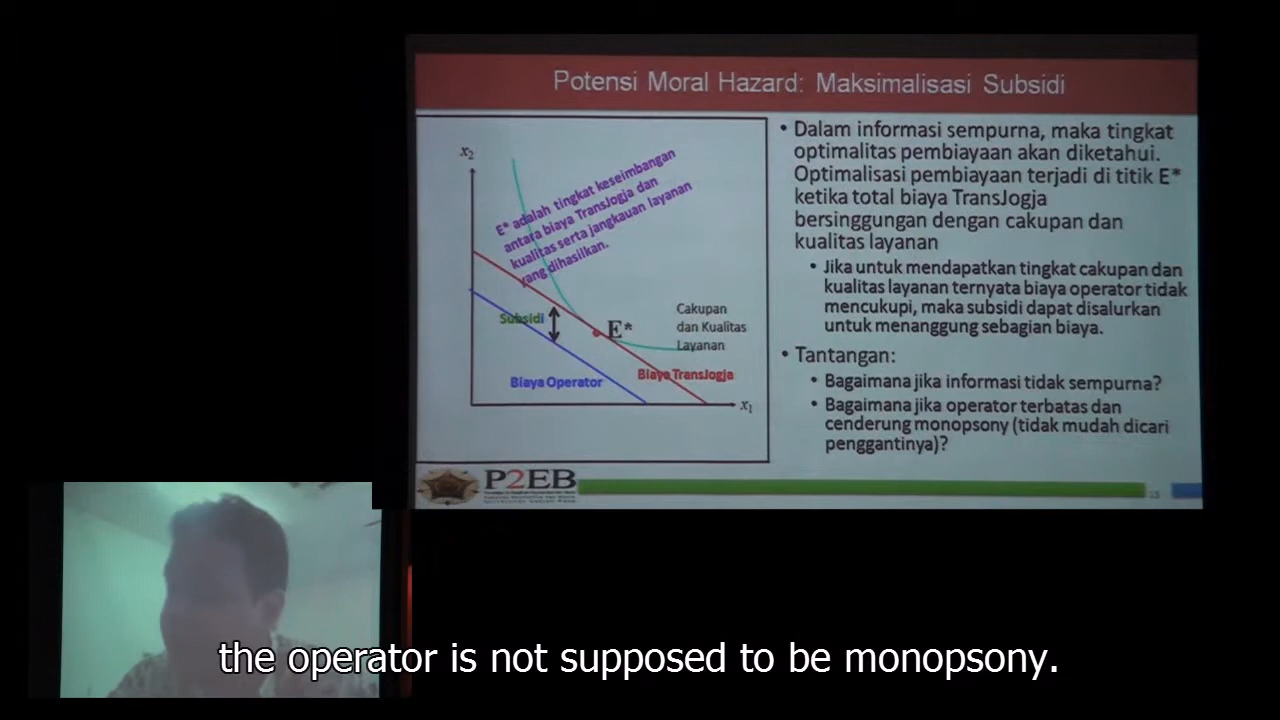 Potensi Moral Hazard: Maksimalisasi Subsidi
x2
E* adalah tingkat keseimbangan
antara biaya TransJogja dan
kualitas serta jangkauan layanan
yang dihasilkan.
Subsidi
E*
Cakupan
dan Kualitas
Layanan
Biaya Operator
Biaya TransJogja
x1
• Dalam informasi sempurna, maka tingkat
optimalitas pembiayaan akan diketahui.
Optimalisasi pembiayaan terjadi di titik E*
ketika total biaya TransJogja
bersinggungan dengan cakupan dan
kualitas layanan
• Jika untuk mendapatkan tingkat cakupan dan
kualitas layanan ternyata biaya operator tidak
mencukupi, maka subsidi dapat disalurkan
untuk menanggung sebagian biaya.
• Tantangan:
• Bagaimana jika informasi tidak sempurna?
• Bagaimana jika operator terbatas dan
cenderung monopsony (tidak mudah dicari
penggantinya)?
P2EB
the operator is not supposed to be monopsony.